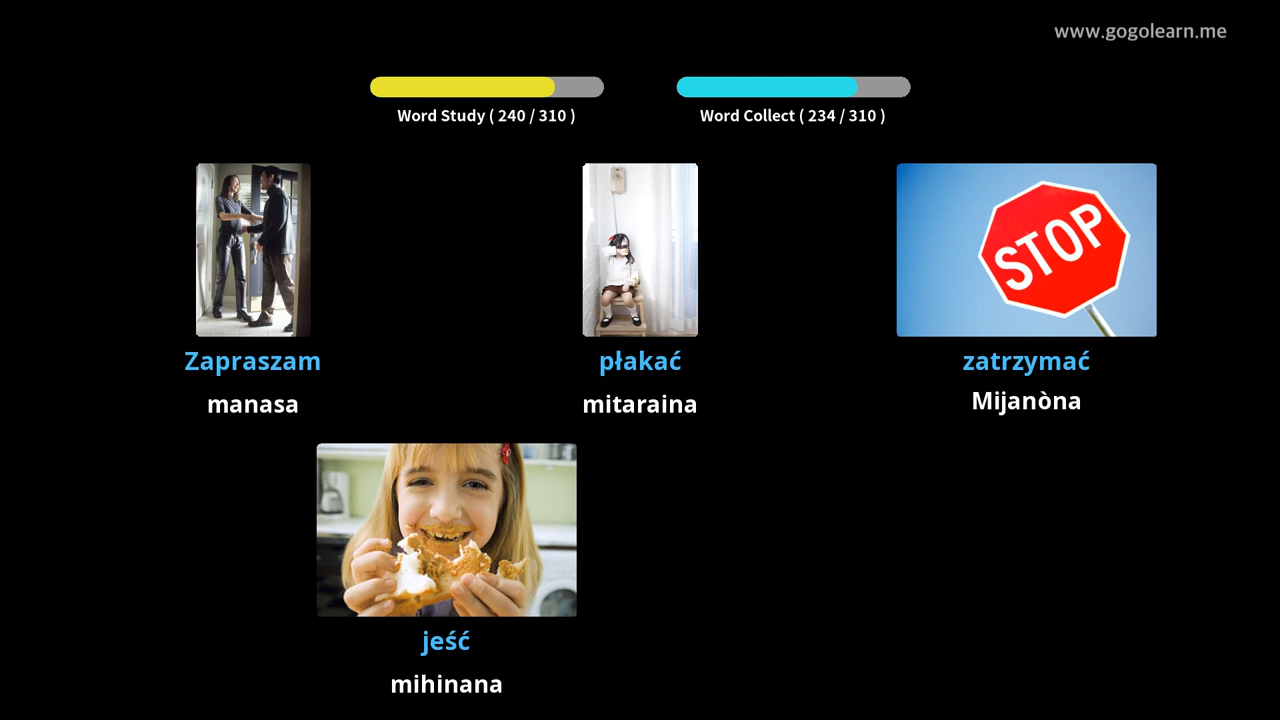 www.gogolearn.me
Word Study ( 240 / 310 )
Word Collect ( 234 / 310 )
STOP
Zapraszam
płakać
zatrzymać
manasa
mitaraina
Mijanòna
jeść
mihinana